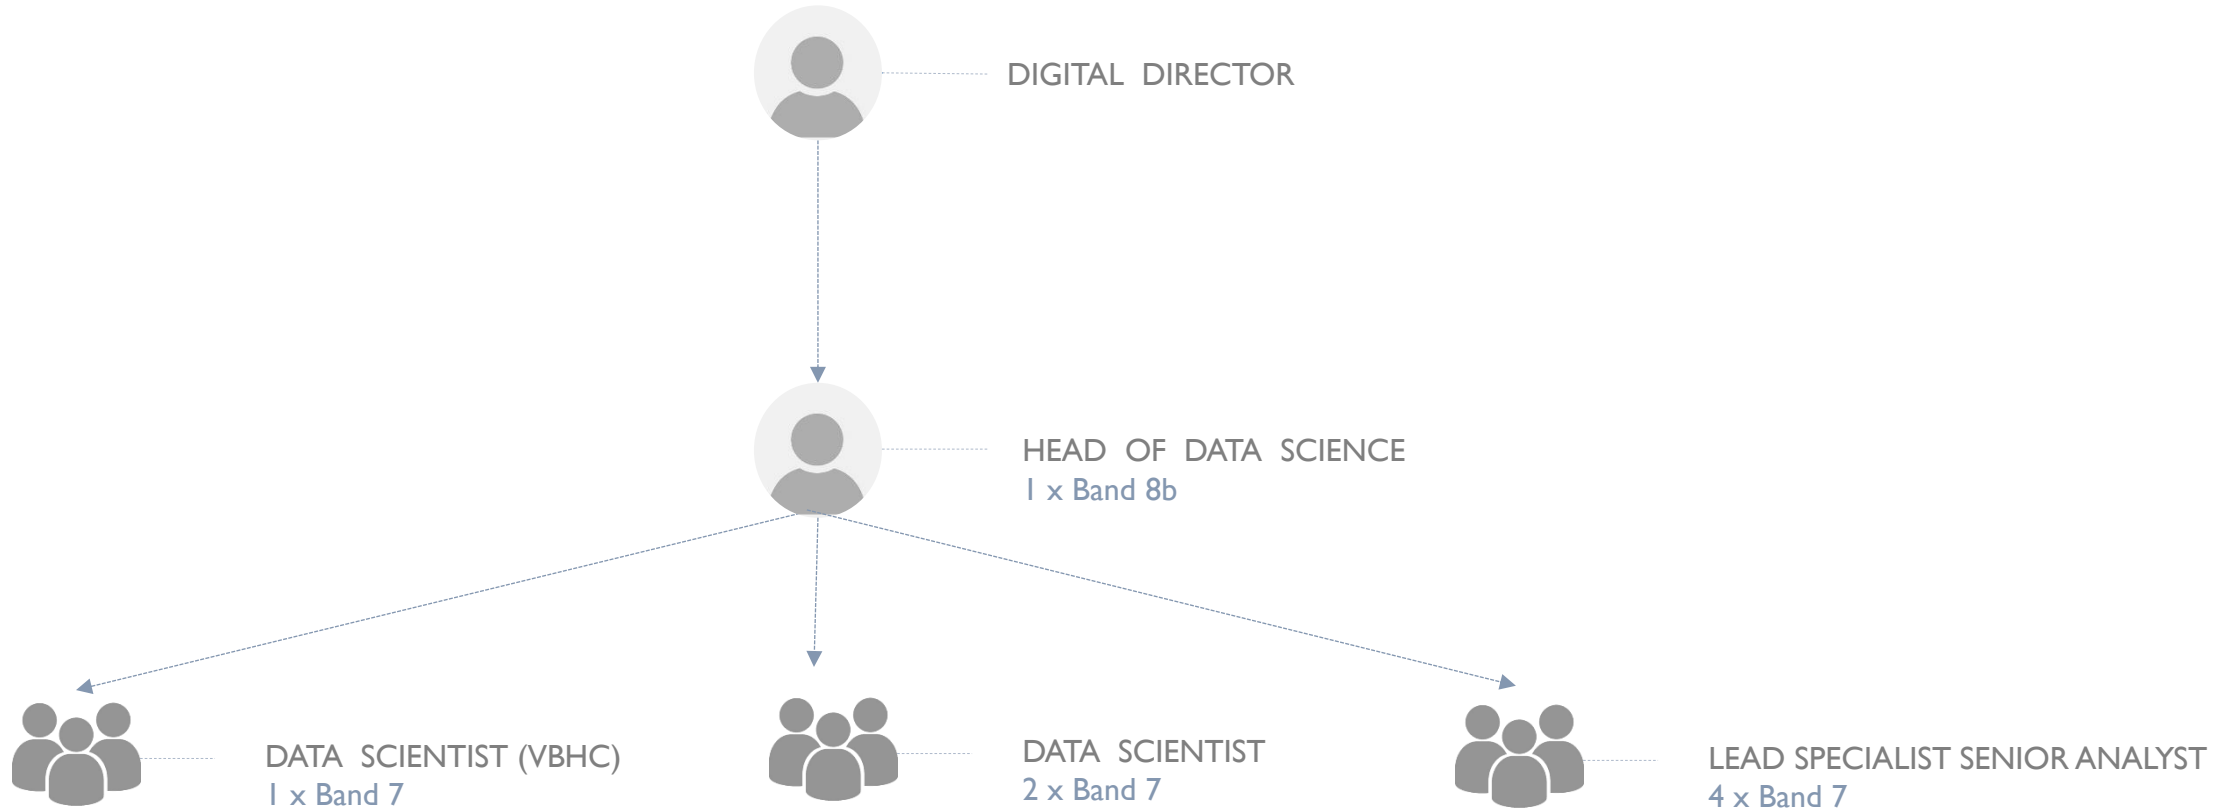 DIGITAL DIRECTOR
HEAD OF DATA SCIENCE
1 x Band 8b
DATA SCIENTIST (VBHC)
1 x Band 7
DATA SCIENTIST
2 x Band 7
LEAD SPECIALIST SENIOR ANALYST
4 x Band 7